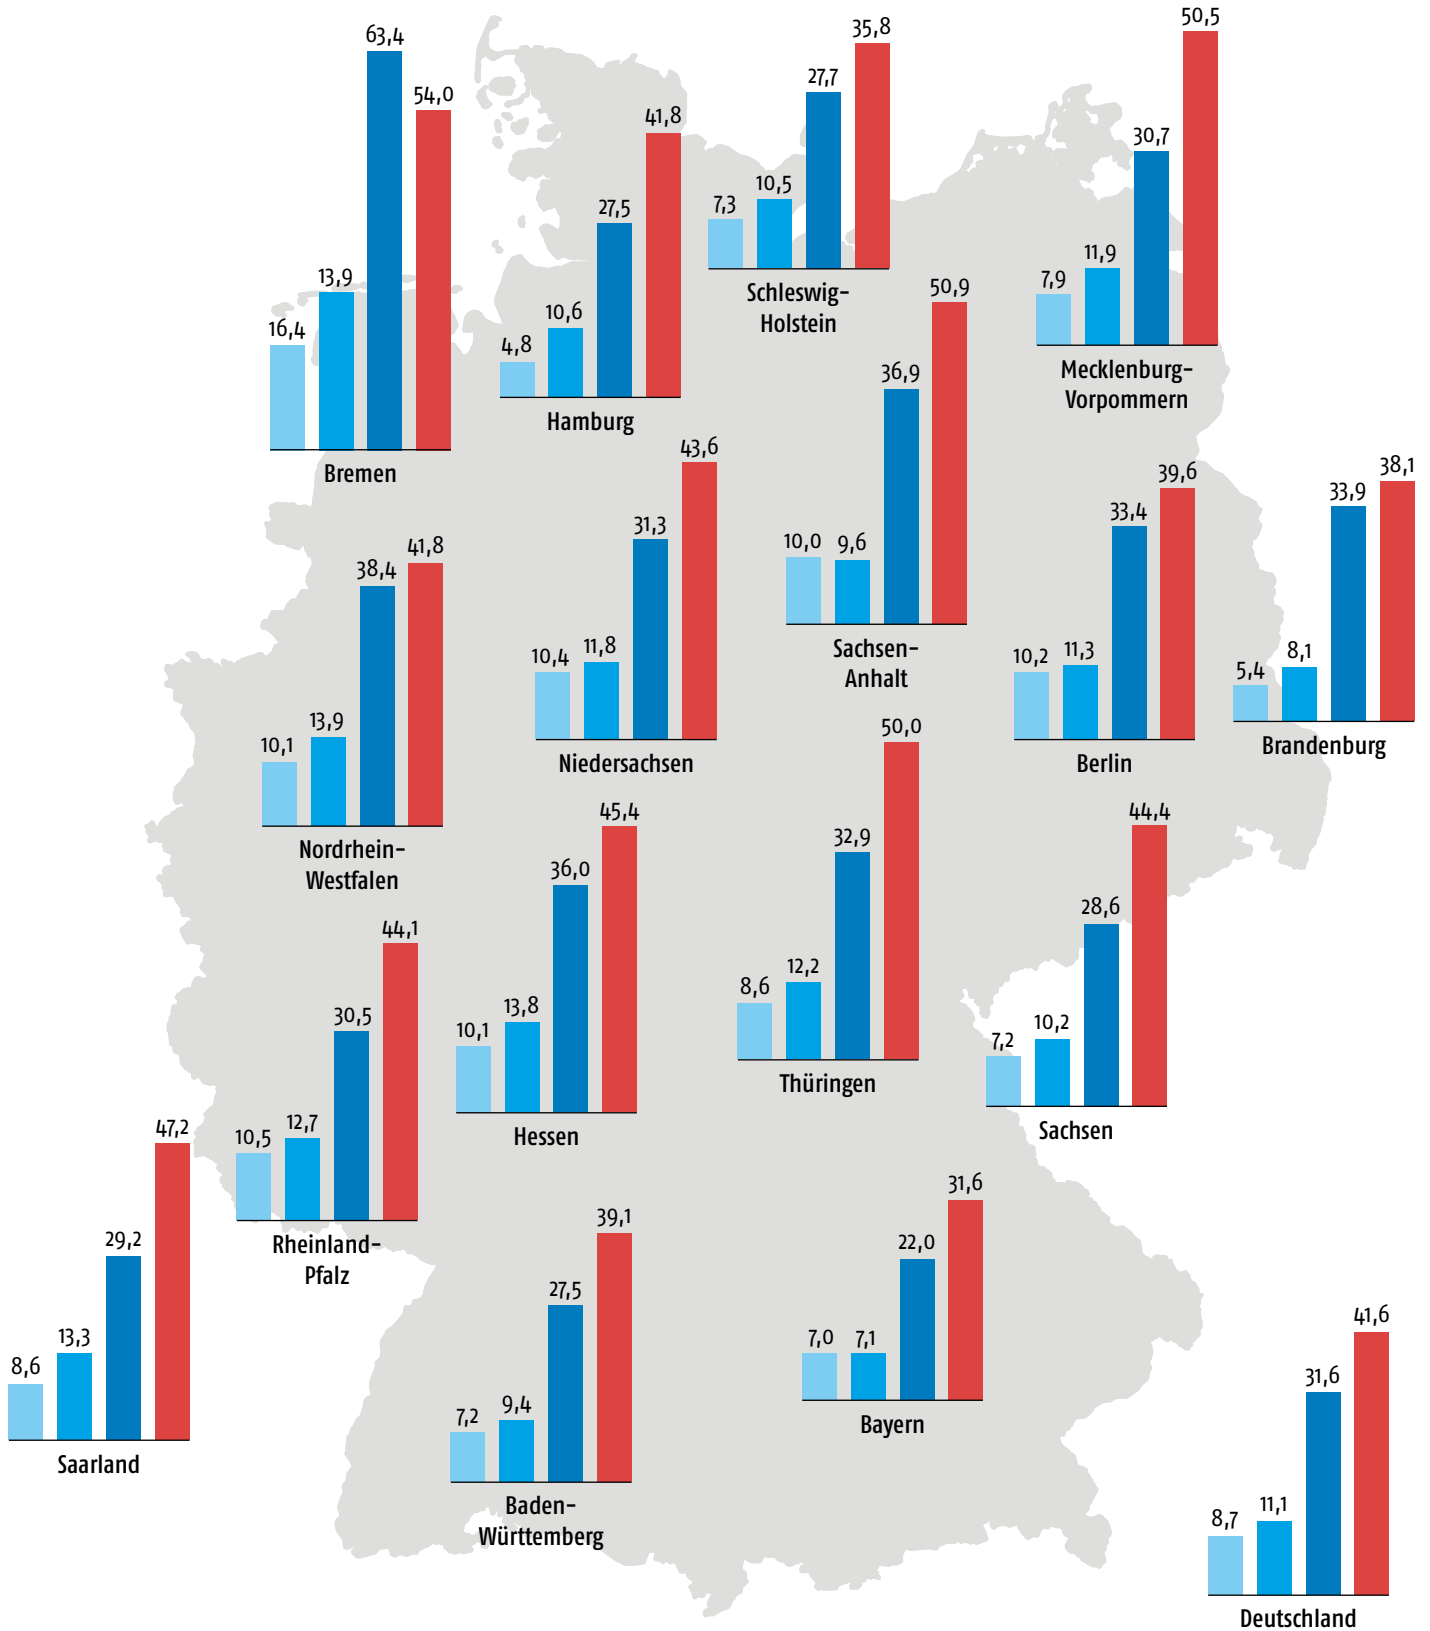 63,4
54,0
13,9
16,4
Bremen
41,8
27,5
10,6
4,8
Hamburg
35,8
27,7
10,5
7,3
Schleswig-
Holstein
50,5
30,7
11,9
7,9
Mecklenburg-
Vorpommern
50,9
36,9
10,0 9,6
Sachsen-
Anhalt
43,6
31,3
11,8
10,4
Niedersachsen
39,6
33,4
11,3
10,2
Berlin
38,1
33,9
8,1
5,4
Brandenburg
41,8
38,4
13,9
10,1
Nordrhein-
Westfalen
45,4
36,0
13,8
10,1
Hessen
50,0
32,9
12,2
8,6
Thüringen
44,4
28,6
10,2
7,2
Sachsen
44,1
30,5
12,7
10,5
Rheinland-
Pfalz
47,2
29,2
13,3
8,6
Saarland
39,1
27,5
9,4
7,2
Baden-
Württemberg
31,6
22,0
7,0 7,1
Bayern
41,6
31,6
11,1
8,7
Deutschland